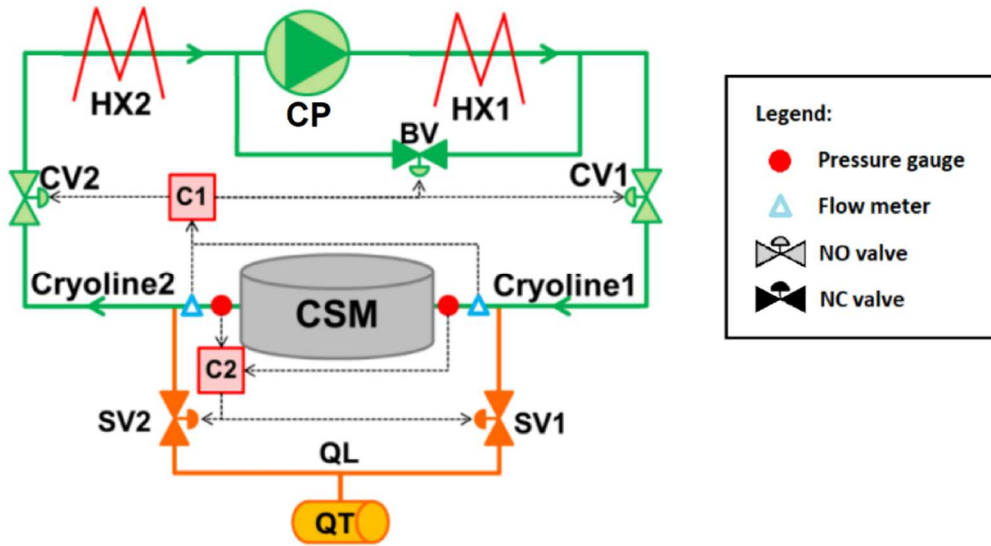 HX2
CP
HX1
BV
CV2
C1
CV1
Cryoline2
CSM
Cryoline1
C2
SV2
SV1
QL
QT
Legend:
Pressure gauge
Flow meter
NO valve
NC valve